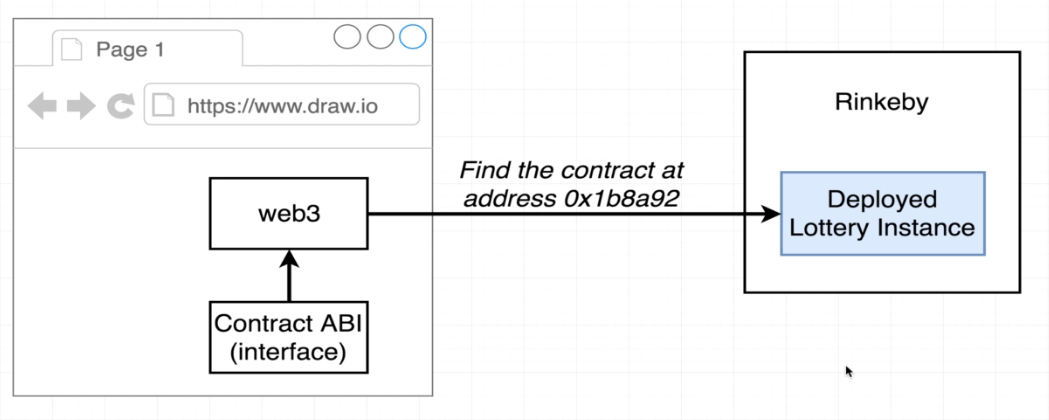 Page 1
https://www.draw.io
web3
Contract ABI
(interface)
Find the contract at
address 0x1b8a92
Rinkeby
Deployed
Lottery Instance